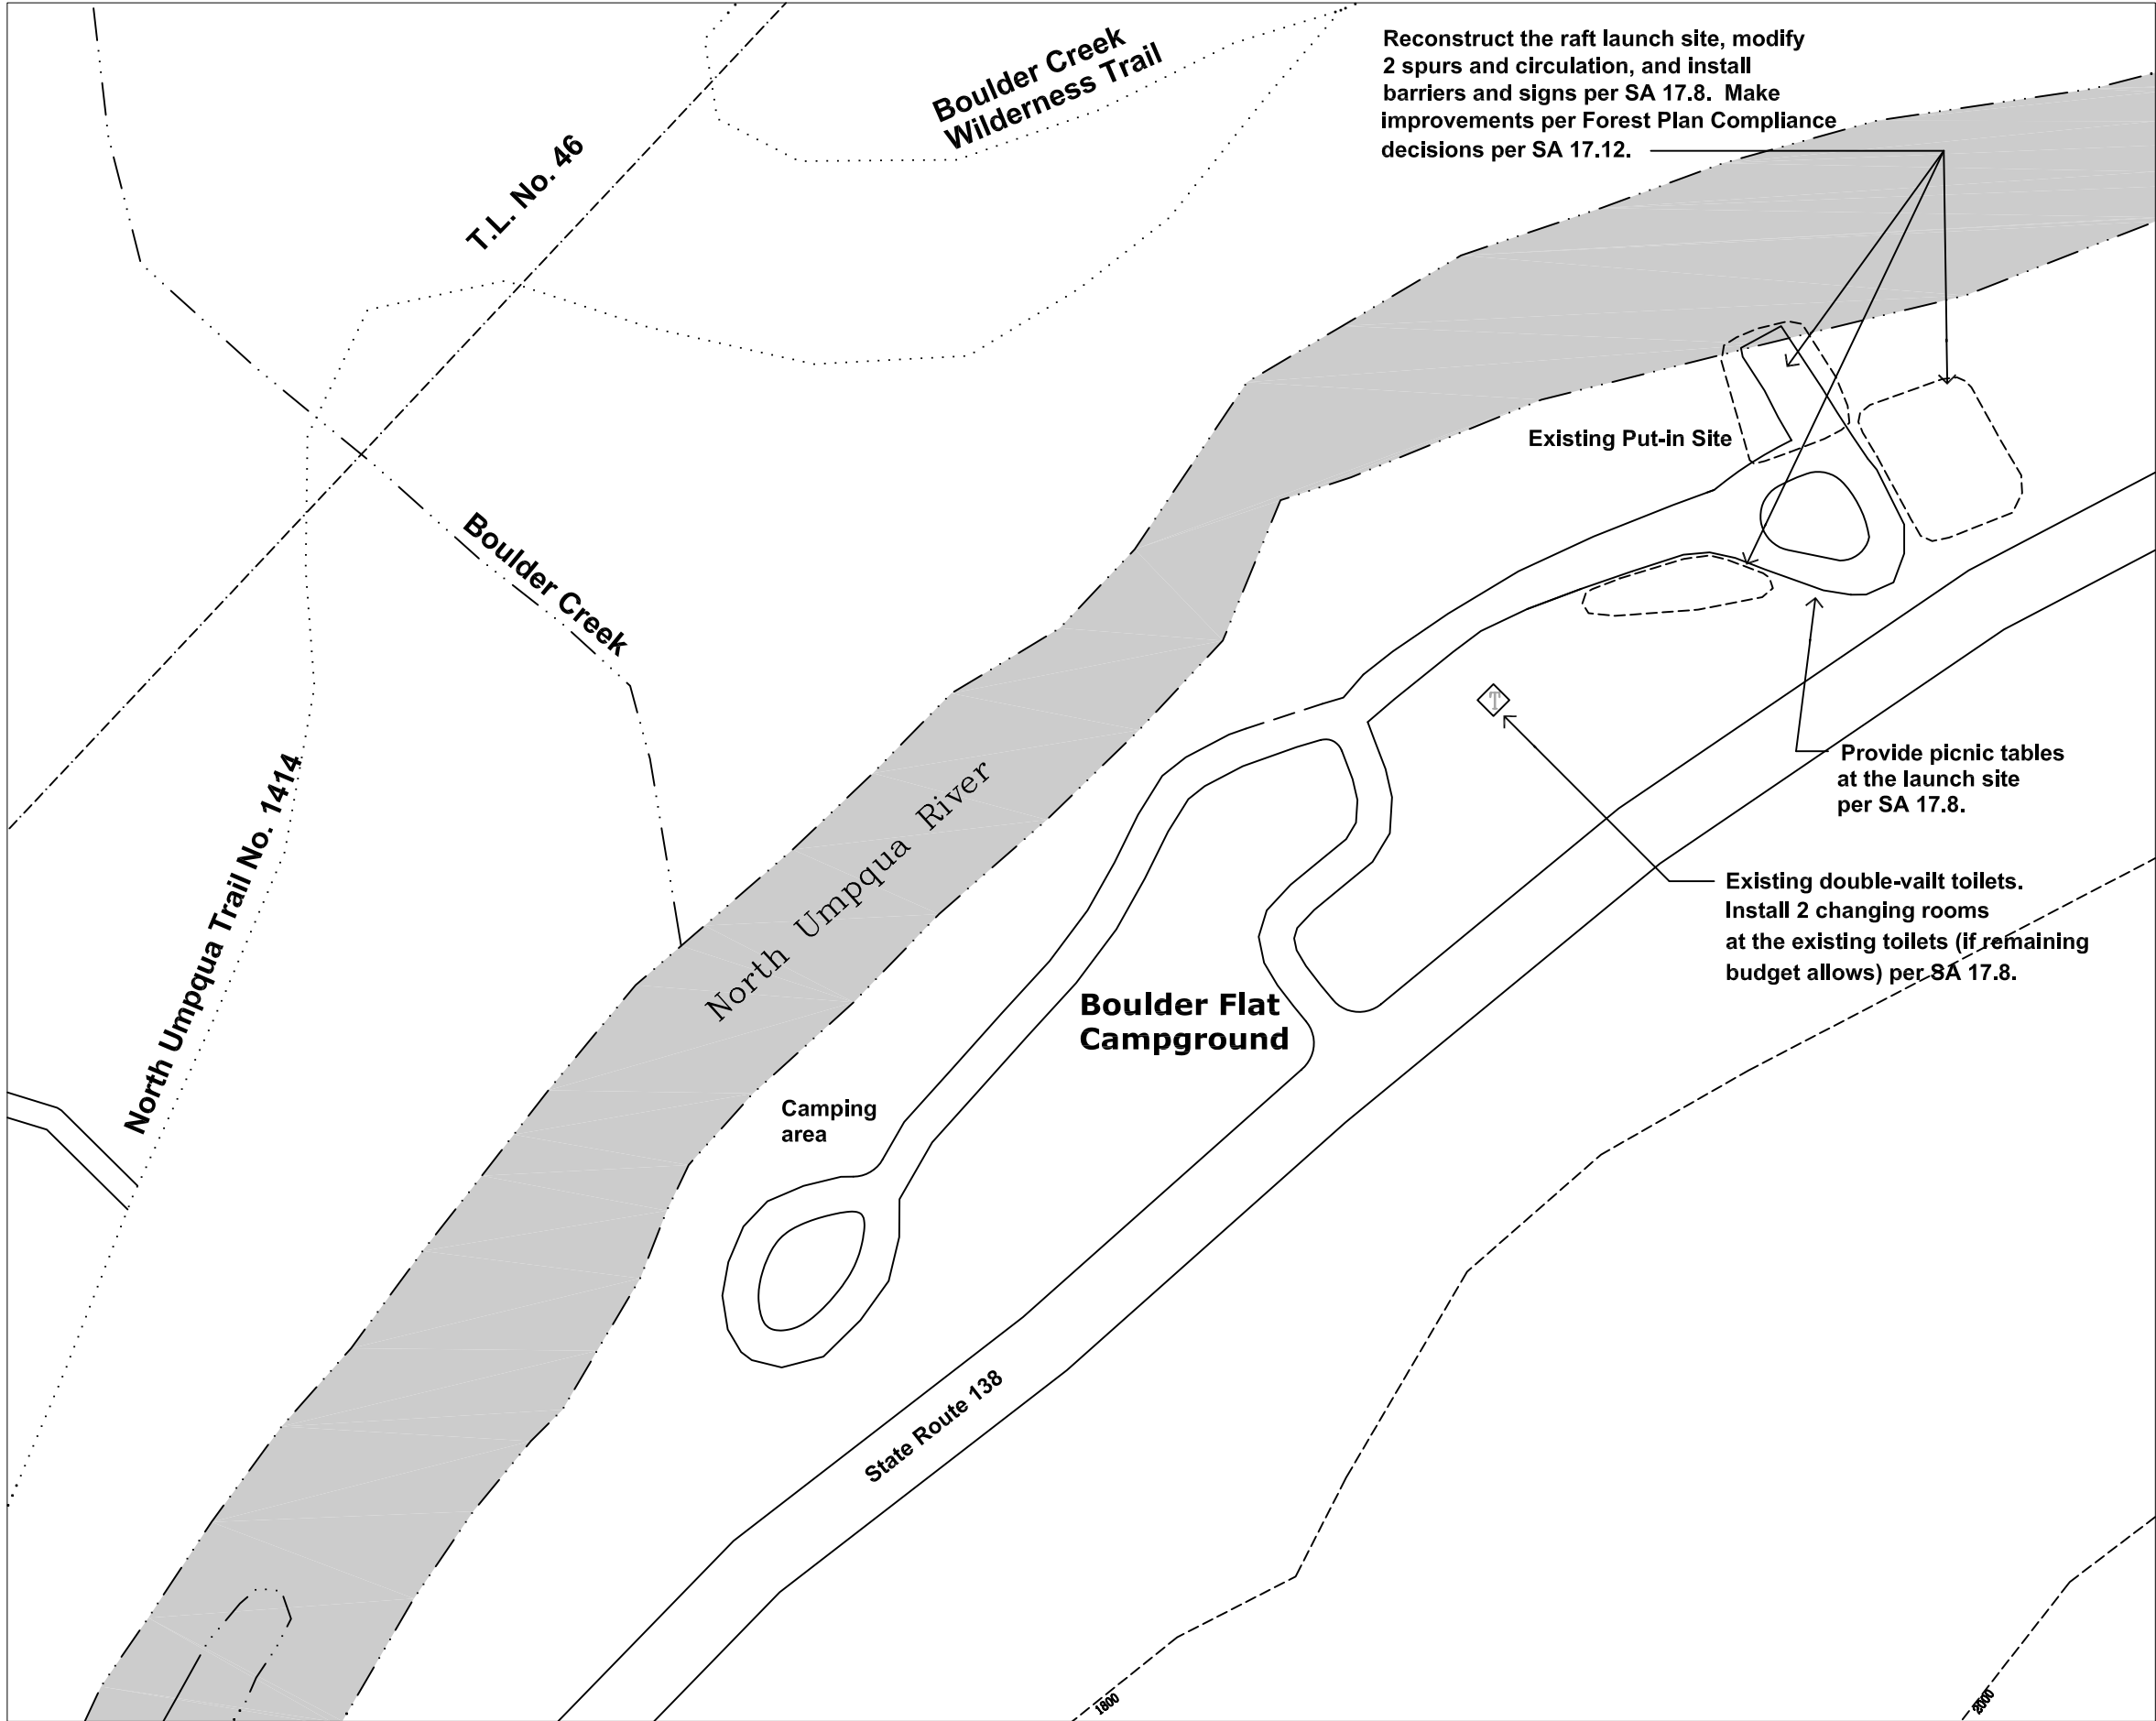 Reconstruct the raft launch site, modify
2 spurs and circulation, and install
barriers and signs per SA 17.8.  Make
improvements per Forest Plan Compliance
decisions per SA 17.12.
Boulder Creek
Wilderness Trail
T.L. No. 46
Existing Put-in Site
Boulder Creek
North Umpqua Trail No. 1414
North Umpqua River
Provide picnic tables
at the launch site
per SA 17.8.
T
Existing double-vailt toilets.
Install 2 changing rooms
at the existing toilets (if remaining
budget allows) per SA 17.8.
Boulder Flat
Campground
Camping
area
State Route 138
1800
2000